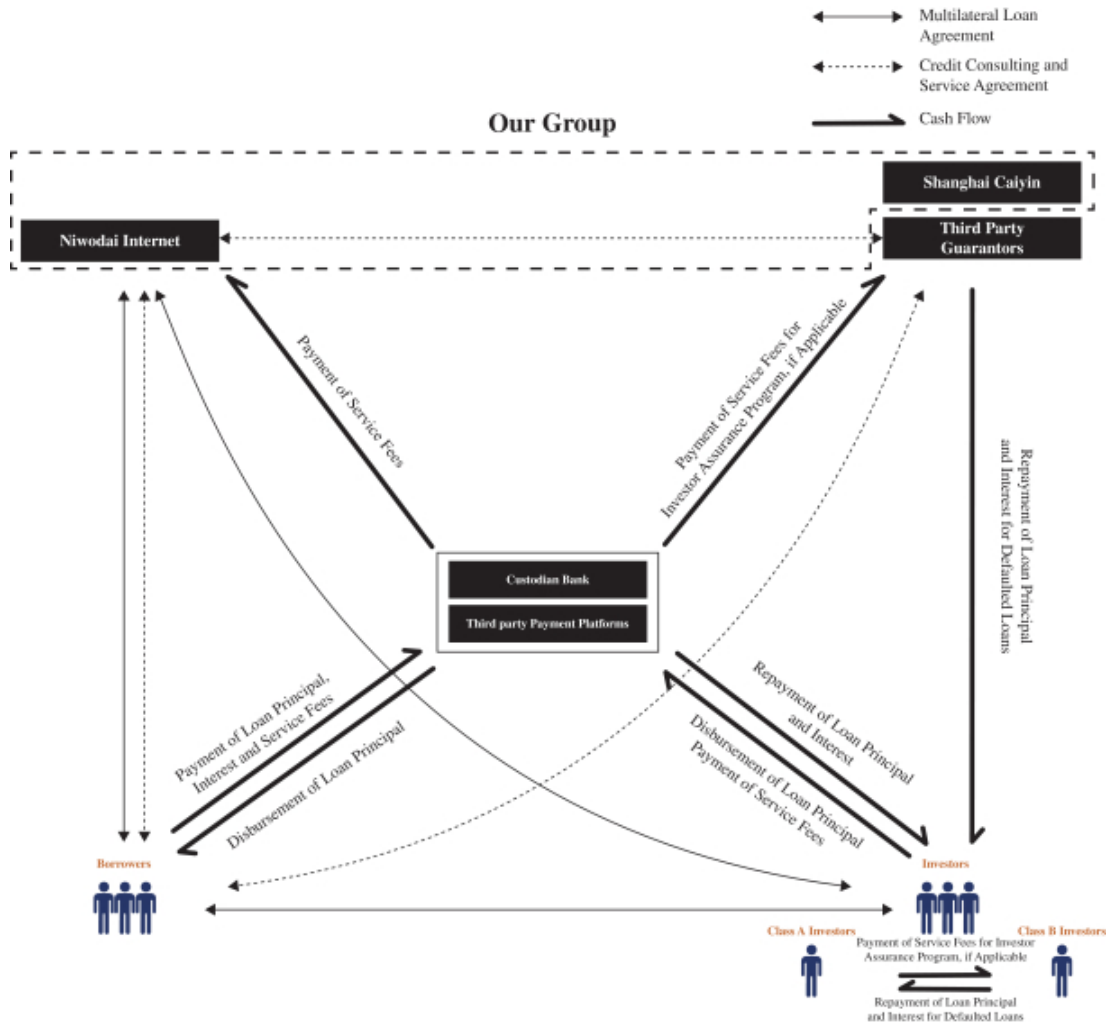 Multilateral Loan
Agreement
Credit Consulting and
Service Agreement
Cash Flow
Our Group
Shanghai Caiyin
Niwodai Internet
Third Party
Guarantors
Payment of Service Fees
Payment of Service Fees for
Investor Assurance Program, if Applicable
Repayment of Loan Principal
and Interest for Defaulted Loans
Custodian Bank
Third party Payment Platforms
Payment of Loan Principal,
Interest and Service Fees
Disbursement of Loan Principal
Repayment of Loan Principal
and Interest
Disbursement of Loan Principal
Payment of Service Fees
Borrowers
Investors
Class A Investors
Class B Investors
Payment of Service Fees for Investor
Assurance Program, if Applicable
Repayment of Loan Principal
and Interest for Defaulted Loans